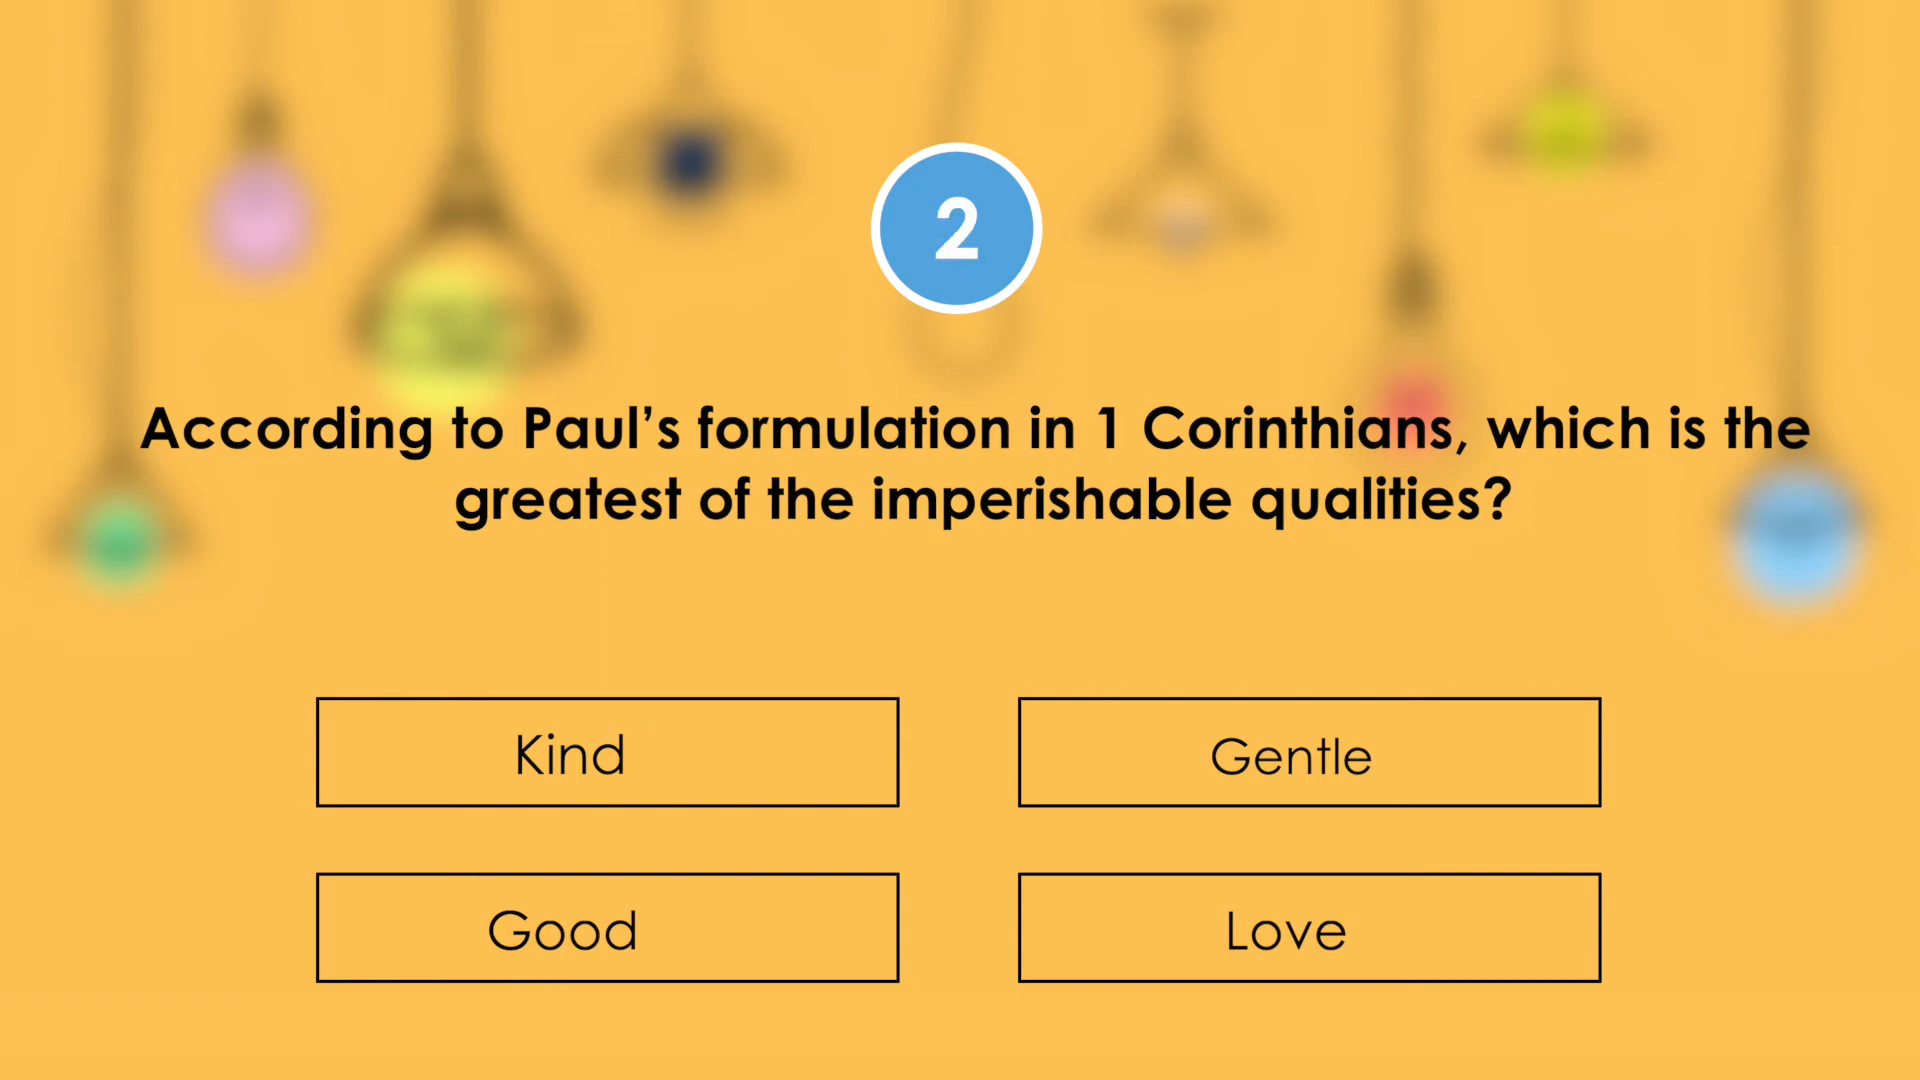 2
According to Paul’s formulation in 1 Corinthians, which is the
greatest of the imperishable qualities?
Kind
Gentle
Good
Love